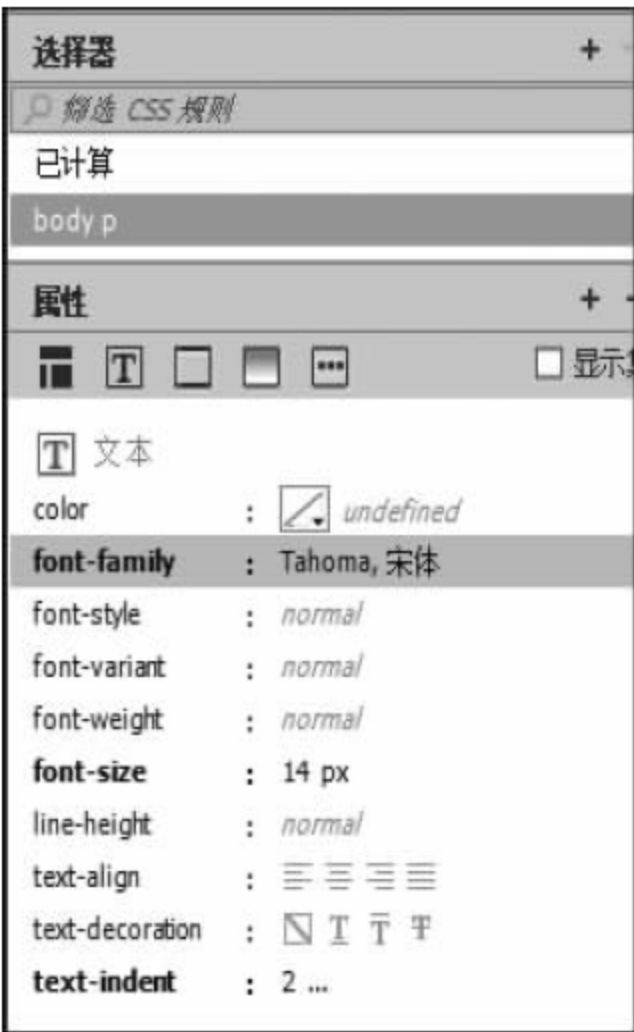 选择器 +
筛选 CSS 规则
已计算
body p
属性 +
T 显示
T 文本
color : undefined
font-family : Tahoma, 宋体
font-style : normal
font-variant : normal
font-weight : normal
font-size : 14 px
line-height : normal
text-align :
text-decoration : T T T
text-indent : 2 ...